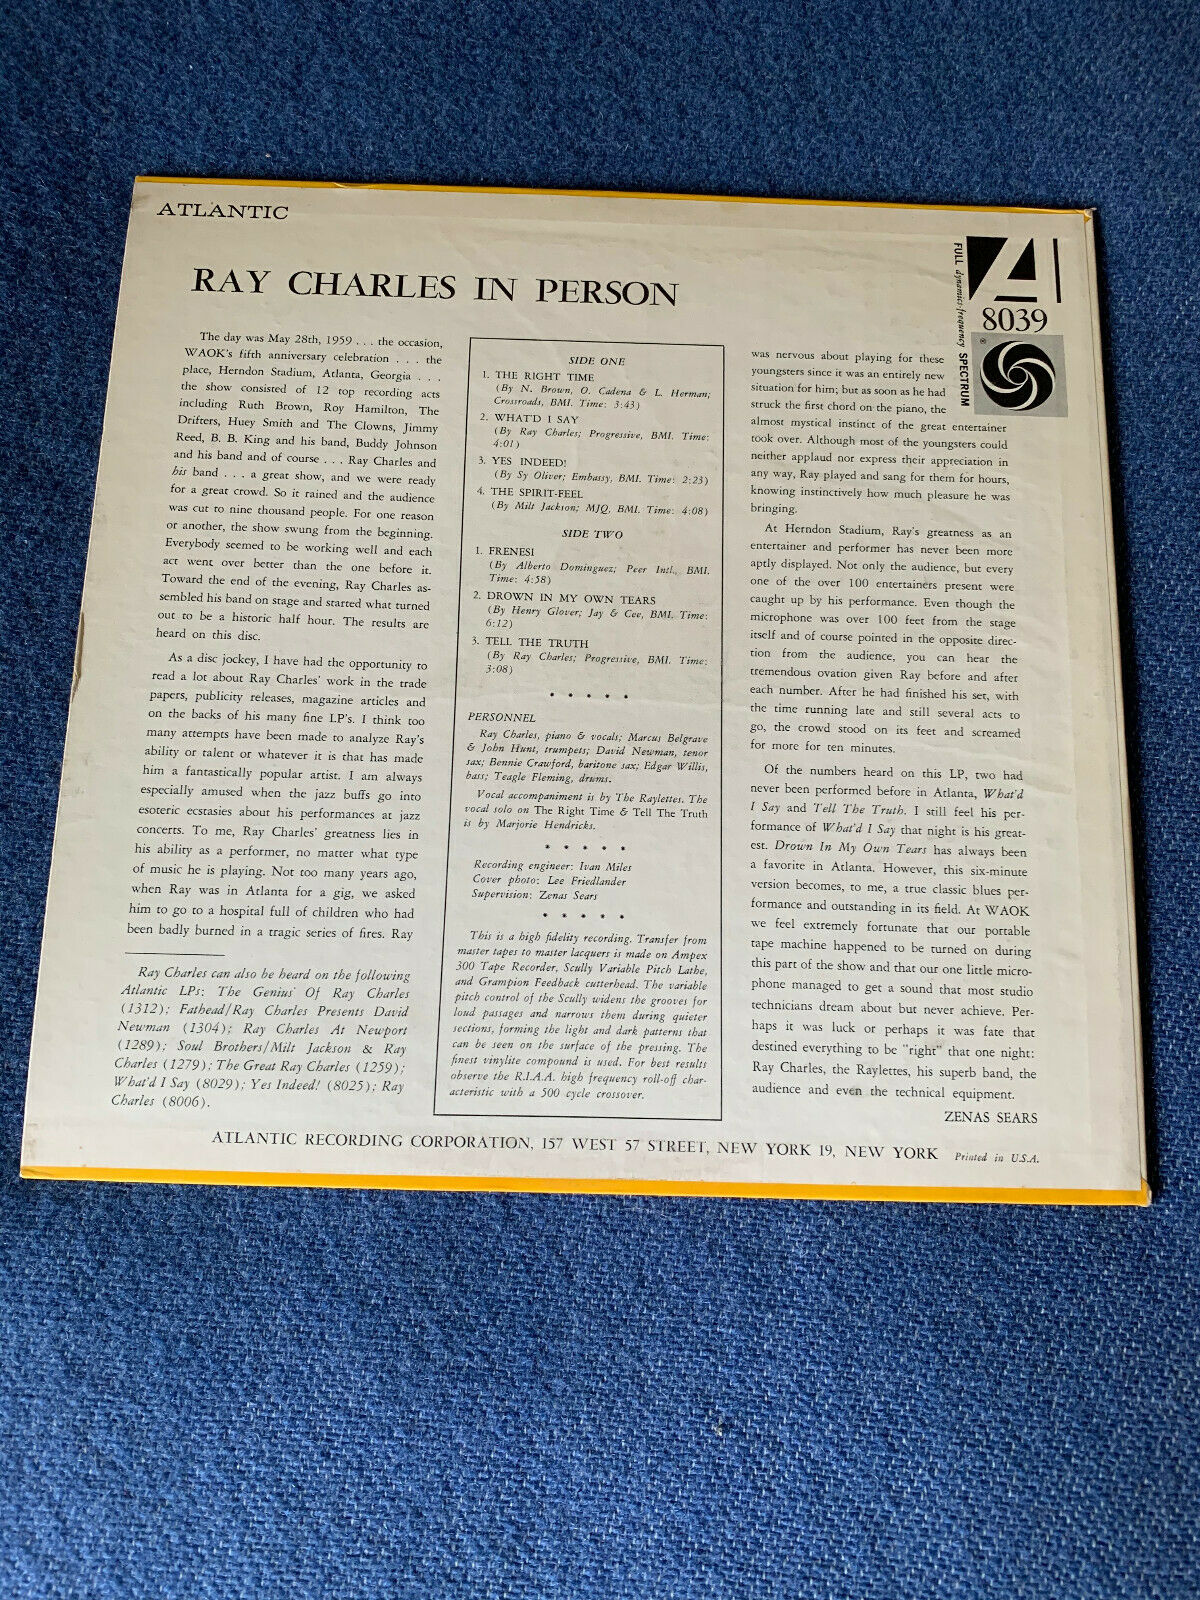 ATLANTIC
RAY CHARLES IN PERSON
The day was May 28th, 1959 . . . the occasion,
WAOK's fifth anniversary celebration . . . the
place, Herndon Stadium, Atlanta, Georgia . . .
the show consisted of 12 top recording acts
including Ruth Brown, Roy Hamilton, The
Drifters, Huey Smith and The Clowns, Jimmy
Reed, B. B. King and his band, Buddy Johnson
and his band and of course . . . Ray Charles and
his band . . . a great show, and we were ready
for a great crowd. So it rained and the audience
was cut to nine thousand people. For one reason
or another, the show swung from the beginning.
Everybody seemed to be working well and each
act went over better than the one before it.
Toward the end of the evening, Ray Charles as-
sembled his band on stage and started what turned
out to be a historic half hour. The results are
heard on this disc.
As a disc jockey, I have had the opportunity to
read a lot about Ray Charles' work in the trade
papers, publicity releases, magazine articles and
on the backs of his many fine LP's. I think too
many attempts have been made to analyze Ray's
ability or talent or whatever it is that has made
him a fantastically popular artist. I am always
especially amused when the jazz buffs go into
esoteric ecstasies about his performances at jazz
concerts. To me, Ray Charles' greatness lies in
his ability as a performer, no matter what type
of music he is playing. Not too many years ago,
when Ray was in Atlanta for a gig, we asked
him to go to a hospital full of children who had
been badly burned in a tragic series of fires. Ray
Ray Charles can also be heard on the following
Atlantic LPs: The Genius Of Ray Charles
(1312); Fathead/Ray Charles Presents David
Newman (1304); Ray Charles At Newport
(1289); Soul Brothers/Milt Jackson & Ray
Charles (1279); The Great Ray Charles (1259);
What'd I Say (8029); Yes Indeed! (8025); Ray
Charles (8006).
SIDE ONE
1. THE RIGHT TIME
(By N. Brown, O. Cadena & L. Herman;
Crossroads, BMI. Time: 3:43)
2. WHAT'D I SAY
(By Ray Charles; Progressive, BMI. Time:
4:01)
3. YES INDEED!
(By Sy Oliver; Embassy, BMI. Time: 2:23)
4. THE SPIRIT-FEEL
(By Milt Jackson; MJQ, BMI. Time: 4:08)
SIDE TWO
1. FRENESI
(By Alberto Dominguez; Peer Intl., BMI.
Time: 4:58)
2. DROWN IN MY OWN TEARS
(By Henry Glover; Jay & Cee, BMI. Time:
6:12)
3. TELL THE TRUTH
(By Ray Charles; Progressive, BMI. Time:
3:08)
* * * * *
PERSONNEL
Ray Charles, piano & vocals; Marcus Belgrave
& John Hunt, trumpets; David Newman, tenor
sax; Bennie Crawford, baritone sax; Edgar Willis,
bass; Teagle Fleming, drums.
Vocal accompaniment is by The Raylettes. The
vocal solo on The Right Time & Tell The Truth
is by Marjorie Hendricks.
* * * * *
Recording engineer: Ivan Miles
Cover photo: Lee Friedlander
Supervision: Zenas Sears
* * * * *
This is a high fidelity recording. Transfer from
master tapes to master lacquers is made on Ampex
300 Tape Recorder, Scully Variable Pitch Lathe,
and Grampion Feedback cutterhead. The variable
pitch control of the Scully widens the grooves for
loud passages and narrows them during quieter
sections, forming the light and dark patterns that
can be seen on the surface of the pressing. The
finest vinylite compound is used. For best results
observe the R.I.A.A. high frequency roll-off char-
acteristic with a 500 cycle crossover.
FULL dynamics-frequency SPECTRUM
A
8039
®
was nervous about playing for these
youngsters since it was an entirely new
situation for him; but as soon as he had
struck the first chord on the piano, the
almost mystical instinct of the great entertainer
took over. Although most of the youngsters could
neither applaud nor express their appreciation in
any way, Ray played and sang for them for hours,
knowing instinctively how much pleasure he was
bringing.
At Herndon Stadium, Ray's greatness as an
entertainer and performer has never been more
aptly displayed. Not only the audience, but every
one of the over 100 entertainers present were
caught up by his performance. Even though the
microphone was over 100 feet from the stage
itself and of course pointed in the opposite direc-
tion from the audience, you can hear the
tremendous ovation given Ray before and after
each number. After he had finished his set, with
the time running late and still several acts to
go, the crowd stood on its feet and screamed
for more for ten minutes.
Of the numbers heard on this LP, two had
never been performed before in Atlanta, What'd
I Say and Tell The Truth. I still feel his per-
formance of What'd I Say that night is his great-
est. Drown In My Own Tears has always been
a favorite in Atlanta. However, this six-minute
version becomes, to me, a true classic blues per-
formance and outstanding in its field. At WAOK
we feel extremely fortunate that our portable
tape machine happened to be turned on during
this part of the show and that our one little micro-
phone managed to get a sound that most studio
technicians dream about but never achieve. Per-
haps it was luck or perhaps it was fate that
destined everything to be "right" that one night:
Ray Charles, the Raylettes, his superb band, the
audience and even the technical equipment.
ZENAS SEARS
ATLANTIC RECORDING CORPORATION, 157 WEST 57 STREET, NEW YORK 19, NEW YORK Printed in U.S.A.